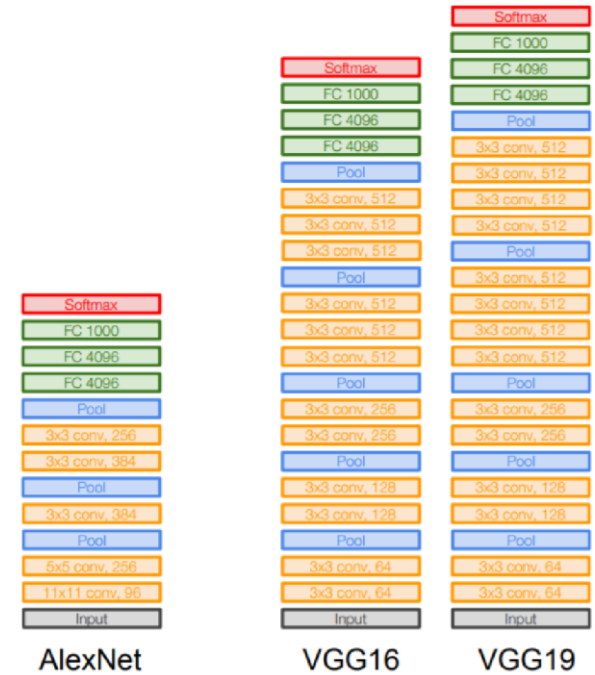 Softmax
FC 1000
FC 4096
FC 4096
Pool
3x3 conv, 256
3x3 conv, 384
Pool
3x3 conv, 384
Pool
5x5 conv, 256
11x11 conv, 96
Input
AlexNet
Softmax
FC 1000
FC 4096
FC 4096
Pool
3x3 conv, 512
3x3 conv, 512
3x3 conv, 512
Pool
3x3 conv, 512
3x3 conv, 512
3x3 conv, 512
Pool
3x3 conv, 256
3x3 conv, 256
Pool
3x3 conv, 128
3x3 conv, 128
Pool
3x3 conv, 64
3x3 conv, 64
Input
VGG16
Softmax
FC 1000
FC 4096
FC 4096
Pool
3x3 conv, 512
3x3 conv, 512
3x3 conv, 512
3x3 conv, 512
Pool
3x3 conv, 512
3x3 conv, 512
3x3 conv, 512
3x3 conv, 512
Pool
3x3 conv, 256
3x3 conv, 256
Pool
3x3 conv, 128
3x3 conv, 128
Pool
3x3 conv, 64
3x3 conv, 64
Input
VGG19